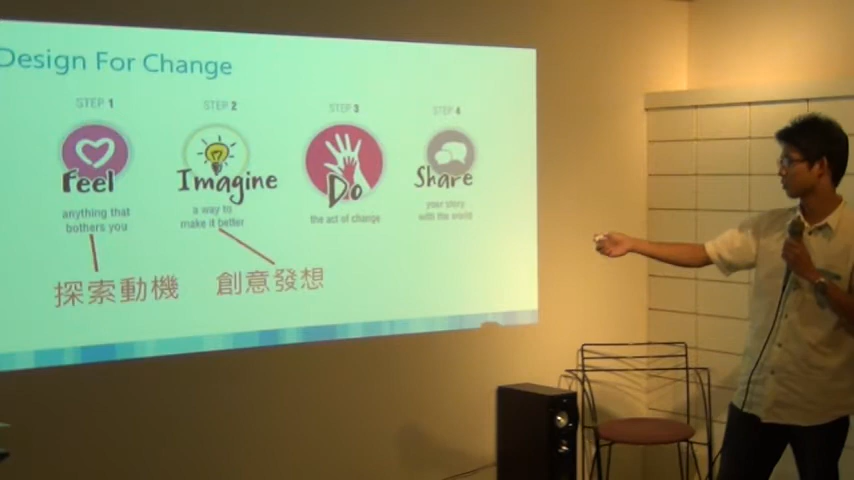 Design For Change
STEP 1
STEP 2
STEP 3
STEP 4
Feel
Imagine
Do
Share
anything that
bothers you
a way to
make it better
the act of change
your story
with the world
探索動機
創意發想